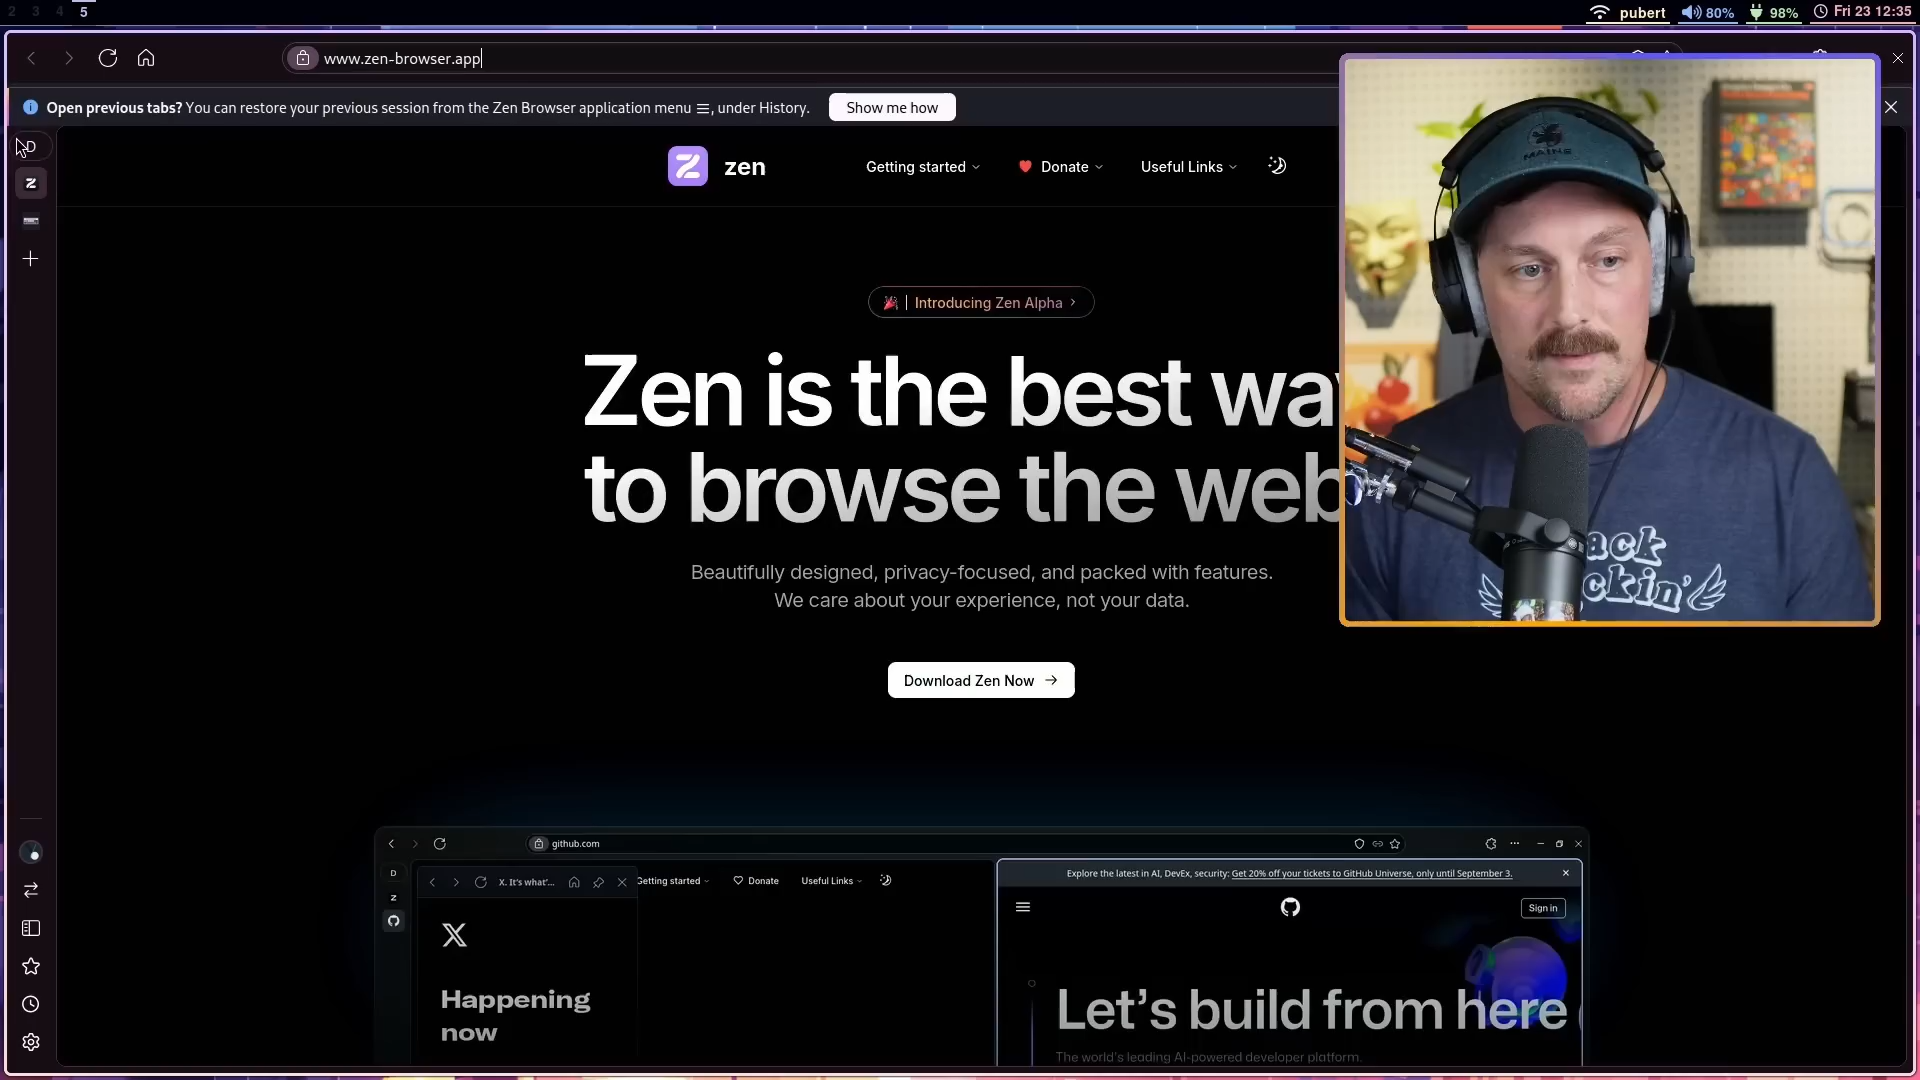 2 3 4 5
pubert 80% 98% Fri 23 12:35
www.zen-browser.app
Open previous tabs? You can restore your previous session from the Zen Browser application menu ☰, under History.
Show me how
D
zen
Getting started
Donate
Useful Links
Introducing Zen Alpha
Zen is the best way
to browse the web
Beautifully designed, privacy-focused, and packed with features.
We care about your experience, not your data.
Download Zen Now →
MAINE
github.com
D
Z
X. It's what'...
Getting started
Donate
Useful Links
Explore the latest in AI, DevEx, security: Get 20% off your tickets to GitHub Universe, only until September 3.
Sign in
Happening
now
Let's build from here
The world's leading AI-powered developer platform.